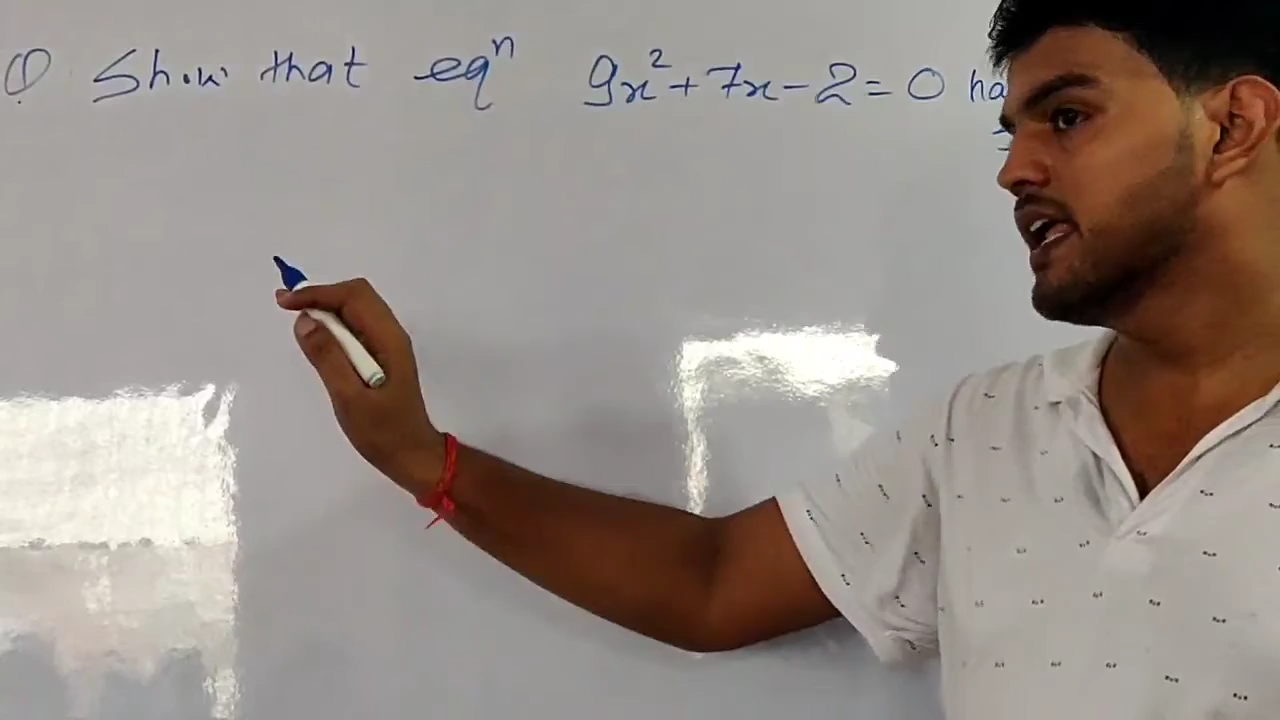 Q Show that eqⁿ 9x²+7x-2=0 ha